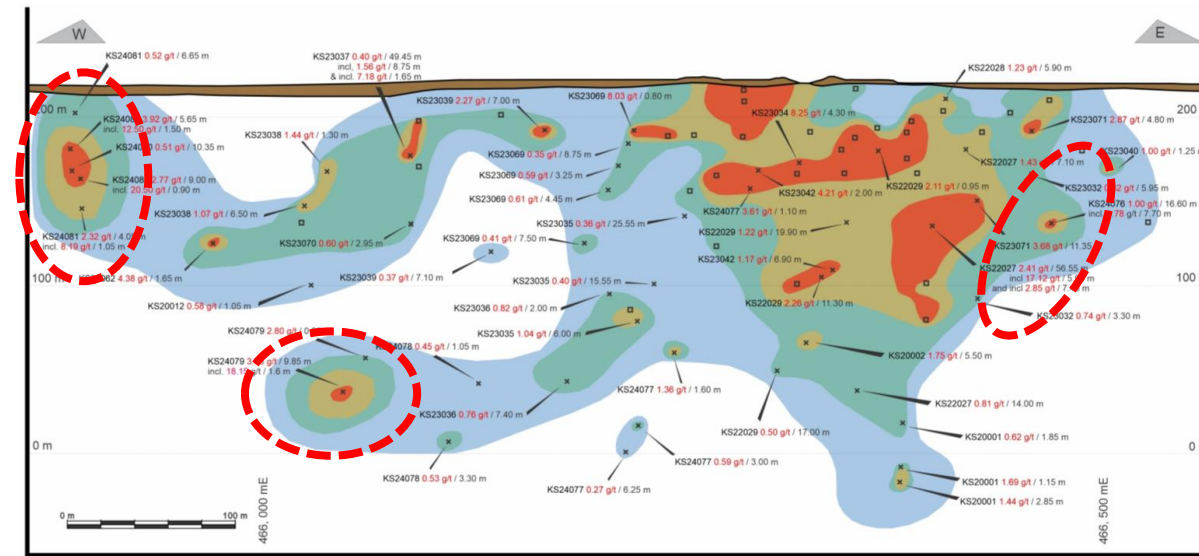 W
E
KS24081 0.52 g/t / 6.65 m
KS23037 0.40 g/t / 49.45 m
incl, 1.56 g/t / 8.75 m
& incl. 7.18 g/t / 1.65 m
KS22028 1.23 g/t / 5.90 m
KS23039 2.27 g/t / 7.00 m
KS23069 8.03 g/t / 0.80 m
200 m
200
3.92 g/t / 5.65 m
incl. 12.50 g/t / 1.50 m
KS23034 8.25 g/t / 4.30 m
KS23071 2.87 g/t / 4.80 m
KS23038 1.44 g/t / 1.30 m
0.51 g/t / 10.35 m
KS23069 0.35 g/t / 8.75 m
KS22027 1.43 7.10 m
KS23040 1.00 g/t / 1.25 m
KS23069 0.59 g/t / 3.25 m
2.77 g/t / 9.00 m
incl. 20.50 g/t / 0.90 m
KS22029 2.11 g/t / 0.95 m
KS23032 / 5.95 m
KS23042 4.21 g/t / 2.00 m
KS23069 0.61 g/t / 4.45 m
KS24076 1.00 g/t / 16.60 m
/ 7.70 m
KS24077 3.61 g/t / 1.10 m
KS23038 1.07 g/t / 6.50 m
KS23035 0.36 g/t / 25.55 m
KS22029 1.22 g/t / 19.90 m
KS24081 2.32 g/t /
incl. 8.19 g/t / 1.05 m
KS23070 0.60 g/t / 2.95 m
KS23069 0.41 g/t / 7.50 m
KS23071 3.68 g/t / 11.35
KS23042 1.17 g/t / 6.90 m
KS22027 2.41 g/t / 56.55 m
incl 17.12 g/t /
and incl 2.85 g/t /
4.38 g/t / 1.65 m
100 m
100
KS23039 0.37 g/t / 7.10 m
KS23035 0.40 g/t / 15.55 m
KS22029 2.26 g/t / 11.30 m
KS20012 0.58 g/t / 1.05 m
KS23036 0.82 g/t / 2.00 m
0.74 g/t / 3.30 m
KS24079 2.80 g/t /
KS23035 1.04 g/t / 6.00 m
KS24078 0.45 g/t / 1.05 m
KS20002 1.75 g/t / 5.50 m
KS24079 g/t / 9.85 m
incl. g/t / 1.6 m
KS24077 1.36 g/t / 1.60 m
KS22027 0.81 g/t / 14.00 m
KS23036 0.76 g/t / 7.40 m
KS22029 0.50 g/t / 17.00 m
KS20001 0.62 g/t / 1.85 m
0 m
0
KS24077 0.59 g/t / 3.00 m
KS24078 0.53 g/t / 3.30 m
KS24077 0.27 g/t / 6.25 m
KS20001 1.69 g/t / 1.15 m
KS20001 1.44 g/t / 2.85 m
0 m
100 m
466, 000 mE
466, 500 mE